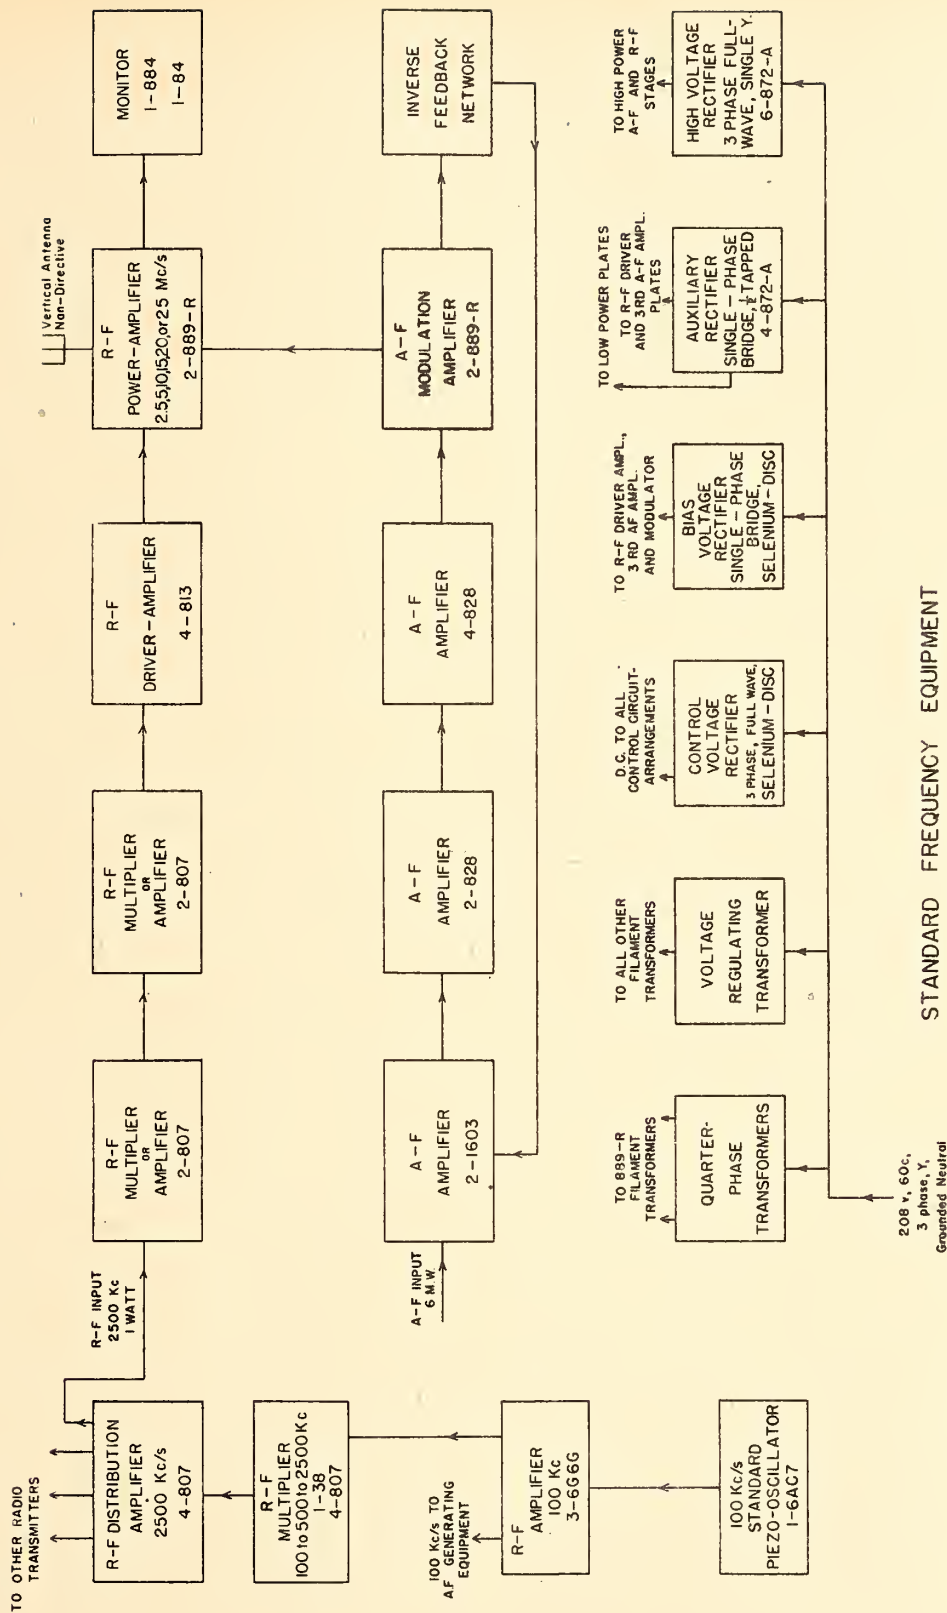 TO OTHER RADIO
TRANSMITTERS
R-F DISTRIBUTION
AMPLIFIER
2500 Kc/s
4-807
R-F INPUT
2500 Kc
1 WATT
R-F
MULTIPLIER
OR
AMPLIFIER
2-807
R-F
MULTIPLIER
OR
AMPLIFIER
2-807
R-F
DRIVER-AMPLIFIER
4-813
Vertical Antenna
Non-Directive
R-F
POWER-AMPLIFIER
2.5,5,10,15,20, or 25 Mc/s
2-889-R
MONITOR
1-884
1-84
R-F
MULTIPLIER
100 to 500 to 2500 Kc
1-38
4-807
100 Kc/s TO
A.F GENERATING
EQUIPMENT
R-F
AMPLIFIER
100 Kc
3-6G6G
100 Kc/s
STANDARD
PIEZO-OSCILLATOR
1-6AC7
A-F INPUT
6 M.W.
A-F
AMPLIFIER
2-1603
A-F
AMPLIFIER
2-828
A-F
AMPLIFIER
4-828
A-F
MODULATION
AMPLIFIER
2-889-R
INVERSE
FEEDBACK
NETWORK
TO 889-R
FILAMENT
TRANSFORMERS
QUARTER-
PHASE
TRANSFORMERS
TO ALL OTHER
FILAMENT
TRANSFORMERS
VOLTAGE
REGULATING
TRANSFORMER
D.C. TO ALL
CONTROL CIRCUIT-
ARRANGEMENTS
CONTROL
VOLTAGE
RECTIFIER
3 PHASE, FULL WAVE,
SELENIUM-DISC
TO R-F DRIVER AMPL.,
3 RD AF AMPL.
AND MODULATOR
BIAS
VOLTAGE
RECTIFIER
SINGLE-PHASE
BRIDGE,
SELENIUM-DISC
TO LOW POWER PLATES
TO R-F DRIVER
AND 3RD A-F AMPL.
PLATES
AUXILIARY
RECTIFIER
SINGLE-PHASE
BRIDGE, ½ TAPPED
4-872-A
TO HIGH POWER
A-F AND R-F
STAGES
HIGH VOLTAGE
RECTIFIER
3 PHASE FULL-
WAVE, SINGLE Y.
6-872-A
208 v, 60c,
3 phase, Y,
Grounded Neutral
STANDARD FREQUENCY EQUIPMENT